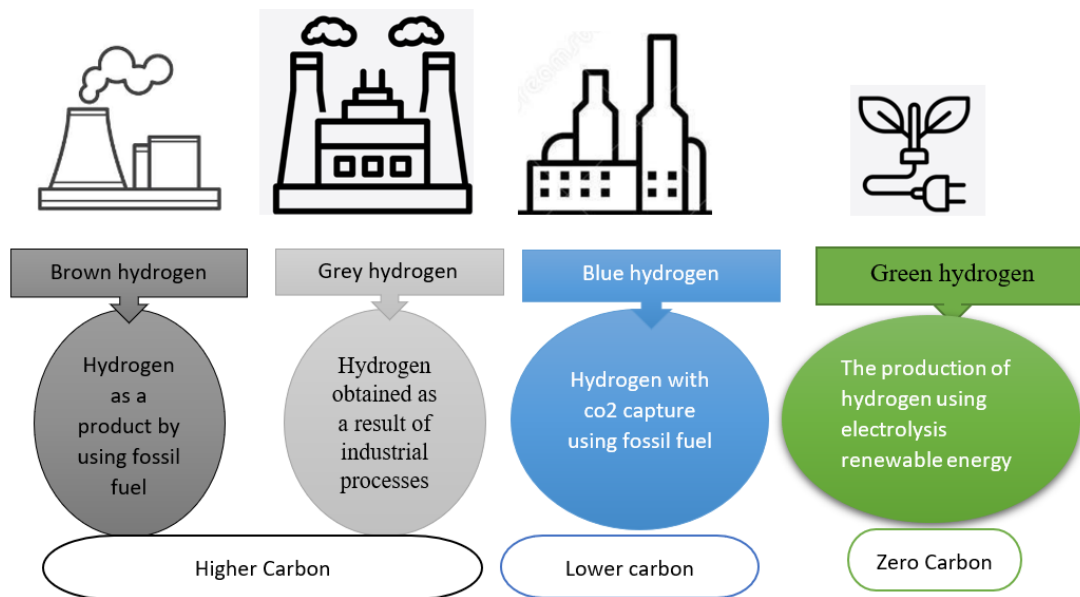 Brown hydrogen
Grey hydrogen
Blue hydrogen
Green hydrogen
Hydrogen
as a
product by
using fossil
fuel
Hydrogen
obtained as
a result of
industrial
processes
Hydrogen with
co2 capture
using fossil fuel
The production of
hydrogen using
electrolysis
renewable energy
Higher Carbon
Lower carbon
Zero Carbon